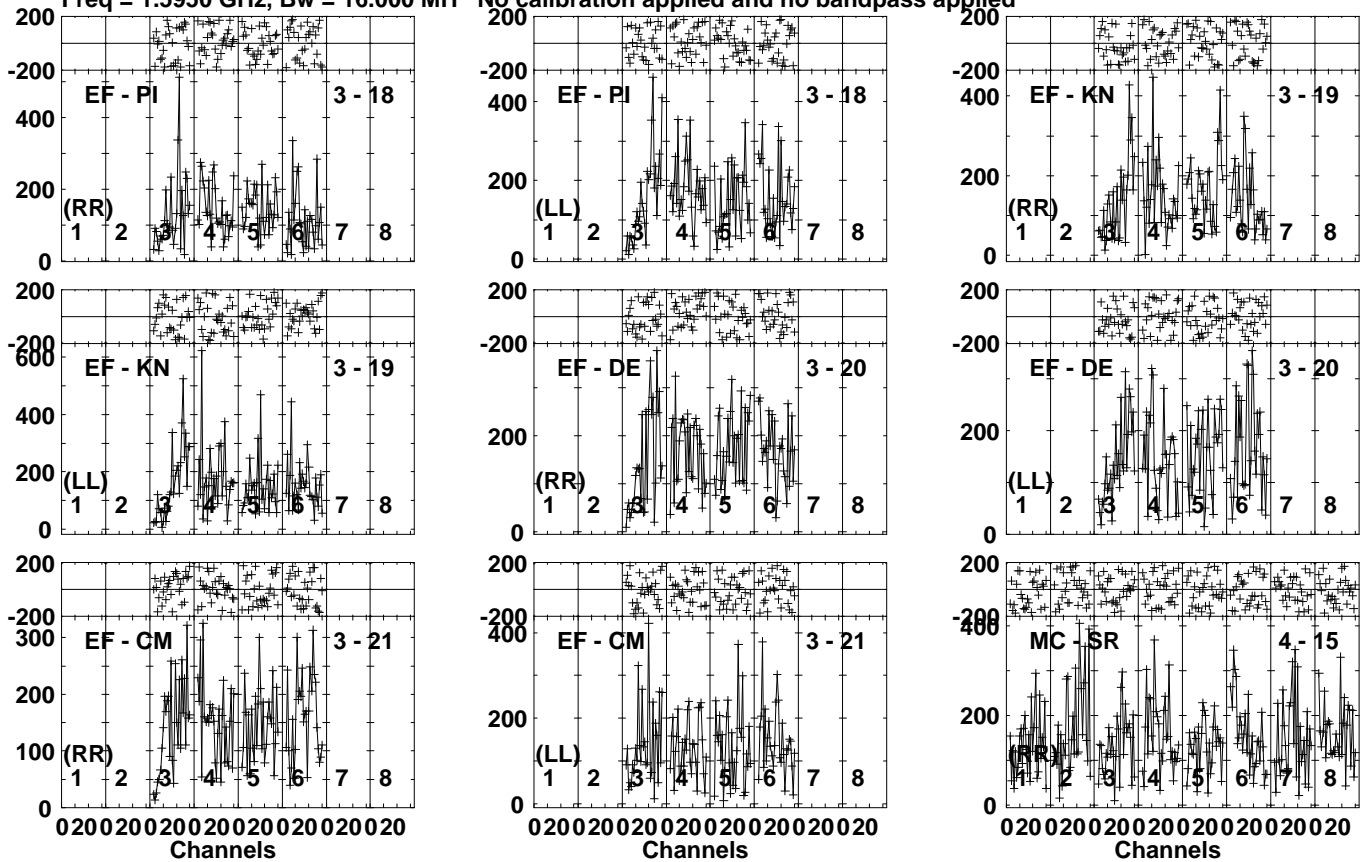 Freq = 1.5950 GHz, Bw = 16.000 MH No calibration applied and no bandpass applied
200
-200
EF - PI 3 - 18
400
200
(RR)
0
1 2 3 4 5 6 7 8
200
-200
EF - PI 3 - 18
400
200
(LL)
0
1 2 3 4 5 6 7 8
200
-200
EF - KN 3 - 19
400
200
(RR)
0
1 2 3 4 5 6 7 8
200
-200
600
EF - KN 3 - 19
400
200
(LL)
0
1 2 3 4 5 6 7 8
200
-200
EF - DE 3 - 20
200
(RR)
0
1 2 3 4 5 6 7 8
200
-200
EF - DE 3 - 20
200
(LL)
0
1 2 3 4 5 6 7 8
200
-200
300
EF - CM 3 - 21
200
100
(RR)
0
1 2 3 4 5 6 7 8
0 20 0 20 0 20 0 20 0 20 0 20 0 20 0 20
Channels
200
-200
400
EF - CM 3 - 21
200
(LL)
0
1 2 3 4 5 6 7 8
0 20 0 20 0 20 0 20 0 20 0 20 0 20 0 20
Channels
200
-200
400
MC - SR 4 - 15
200
(RR)
0
1 2 3 4 5 6 7 8
0 20 0 20 0 20 0 20 0 20 0 20 0 20 0 20
Channels